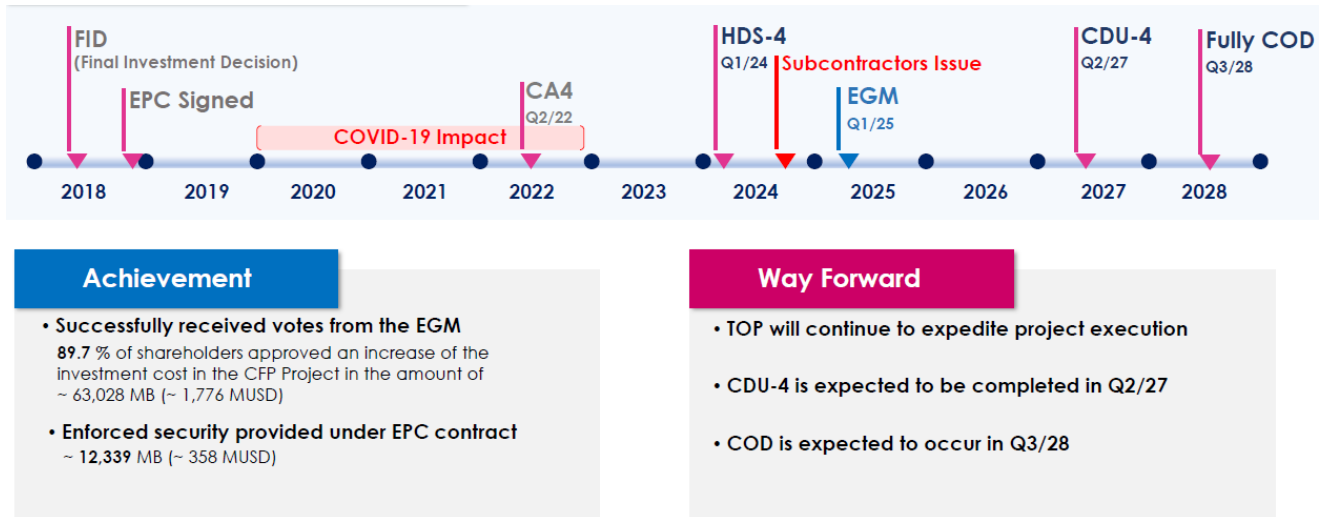 FID
(Final Investment Decision)
EPC Signed
COVID-19 Impact
CA4
Q2/22
HDS-4
Q1/24
Subcontractors Issue
EGM
Q1/25
CDU-4
Q2/27
Fully COD
Q3/28
2018
2019
2020
2021
2022
2023
2024
2025
2026
2027
2028
Achievement
• Successfully received votes from the EGM
89.7 % of shareholders approved an increase of the
investment cost in the CFP Project in the amount of
~ 63,028 MB (~ 1,776 MUSD)
• Enforced security provided under EPC contract
~ 12,339 MB (~ 358 MUSD)
Way Forward
• TOP will continue to expedite project execution
• CDU-4 is expected to be completed in Q2/27
• COD is expected to occur in Q3/28